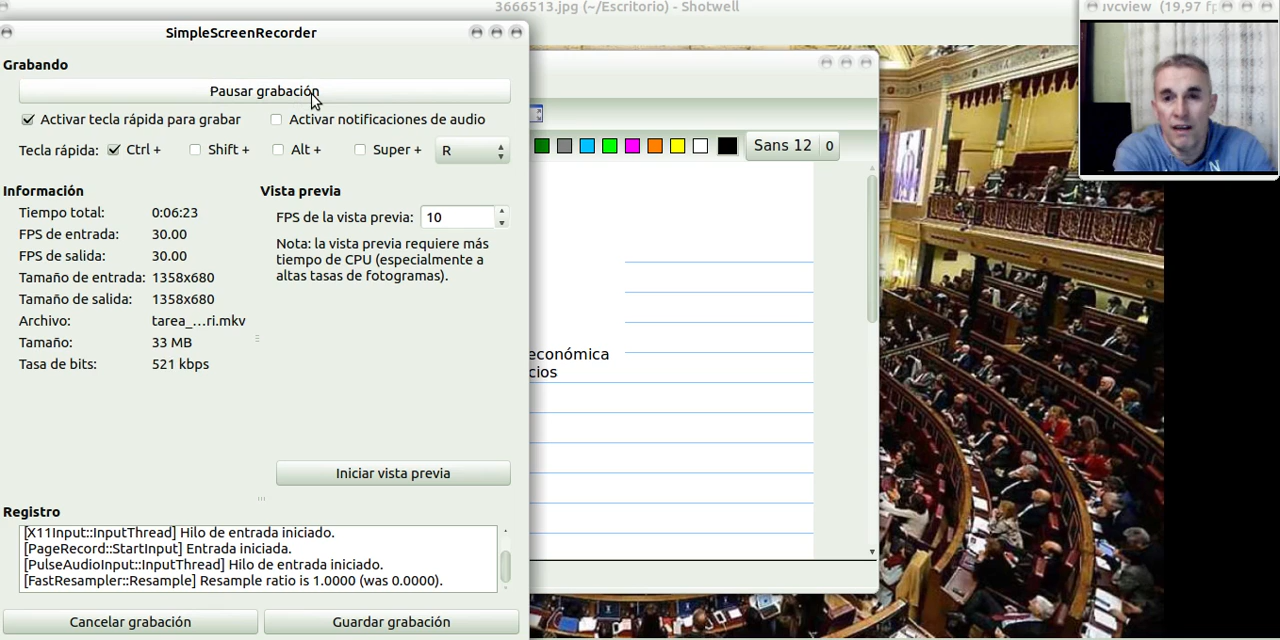 3666513.jpg (~/Escritorio) - Shotwell
SimpleScreenRecorder
Grabando
Pausar grabación
Activar tecla rápida para grabar
Activar notificaciones de audio
Tecla rápida:
Ctrl +
Shift +
Alt +
Super +
R
Información
Tiempo total: 0:06:23
FPS de entrada: 30.00
FPS de salida: 30.00
Tamaño de entrada: 1358x680
Tamaño de salida: 1358x680
Archivo: tarea_...ri.mkv
Tamaño: 33 MB
Tasa de bits: 521 kbps
Vista previa
FPS de la vista previa: 10
Nota: la vista previa requiere más
tiempo de CPU (especialmente a
altas tasas de fotogramas).
Iniciar vista previa
Registro
[X11Input::InputThread] Hilo de entrada iniciado.
[PageRecord::StartInput] Entrada iniciada.
[PulseAudioInput::InputThread] Hilo de entrada iniciado.
[FastResampler::Resample] Resample ratio is 1.0000 (was 0.0000).
Cancelar grabación
Guardar grabación
Sans 12
0
económica
cios
uvcview (19,97 fp
N